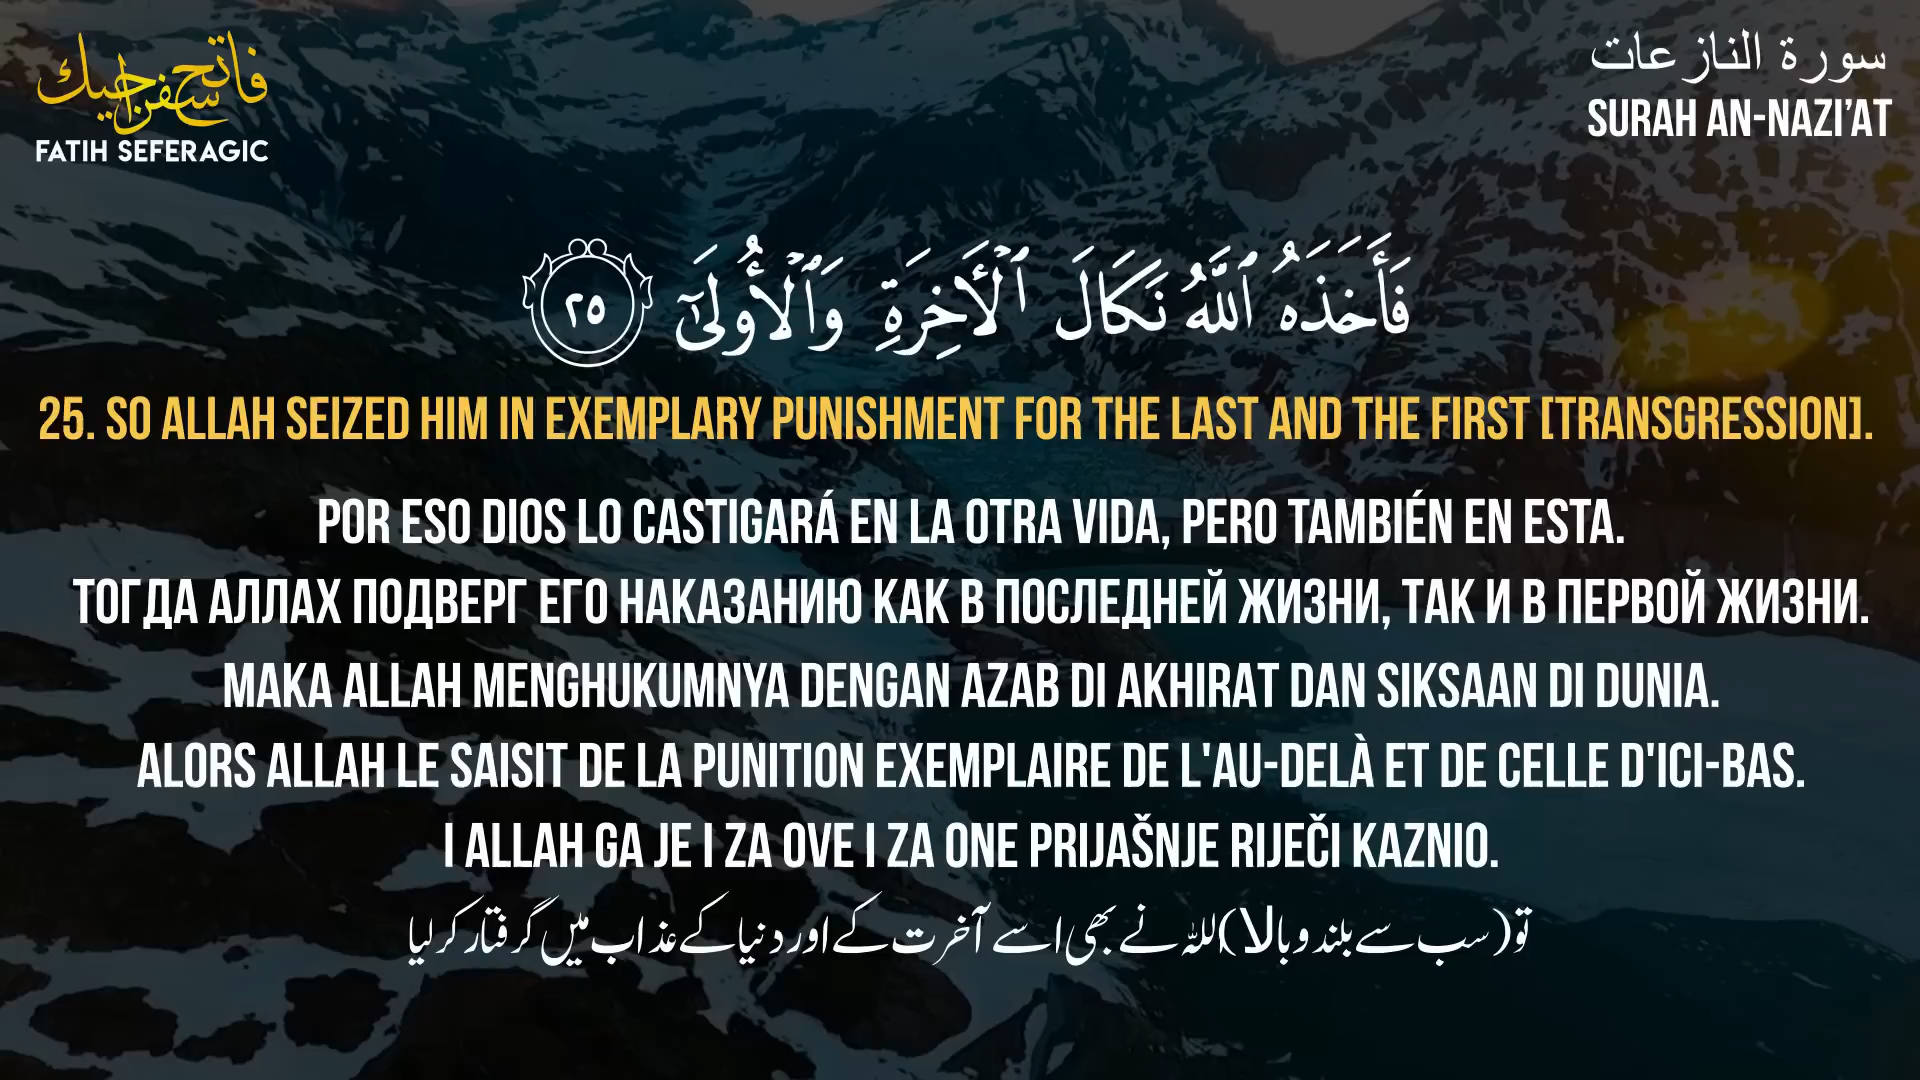 فاتح سفراجيك
FATIH SEFERAGIC
سورة النازعات
SURAH AN-NAZI'AT
فَأَخَذَهُ ٱللَّهُ نَكَالَ ٱلْأَخِرَةِ وَٱلْأُولَىٰٓ ٢٥
25. SO ALLAH SEIZED HIM IN EXEMPLARY PUNISHMENT FOR THE LAST AND THE FIRST [TRANSGRESSION].
POR ESO DIOS LO CASTIGARÁ EN LA OTRA VIDA, PERO TAMBIÉN EN ESTA.
ТОГДА АЛЛАХ ПОДВЕРГ ЕГО НАКАЗАНИЮ КАК В ПОСЛЕДНЕЙ ЖИЗНИ, ТАК И В ПЕРВОЙ ЖИЗНИ.
MAKA ALLAH MENGHUKUMNYA DENGAN AZAB DI AKHIRAT DAN SIKSAAN DI DUNIA.
ALORS ALLAH LE SAISIT DE LA PUNITION EXEMPLAIRE DE L'AU-DELÀ ET DE CELLE D'ICI-BAS.
I ALLAH GA JE I ZA OVE I ZA ONE PRIJAŠNJE RIJEČI KAZNIO.
تو (سب سے بلند وبالا) اللہ نے بھی اسے آخرت کے اور دنیا کے عذاب میں گرفتار کرلیا